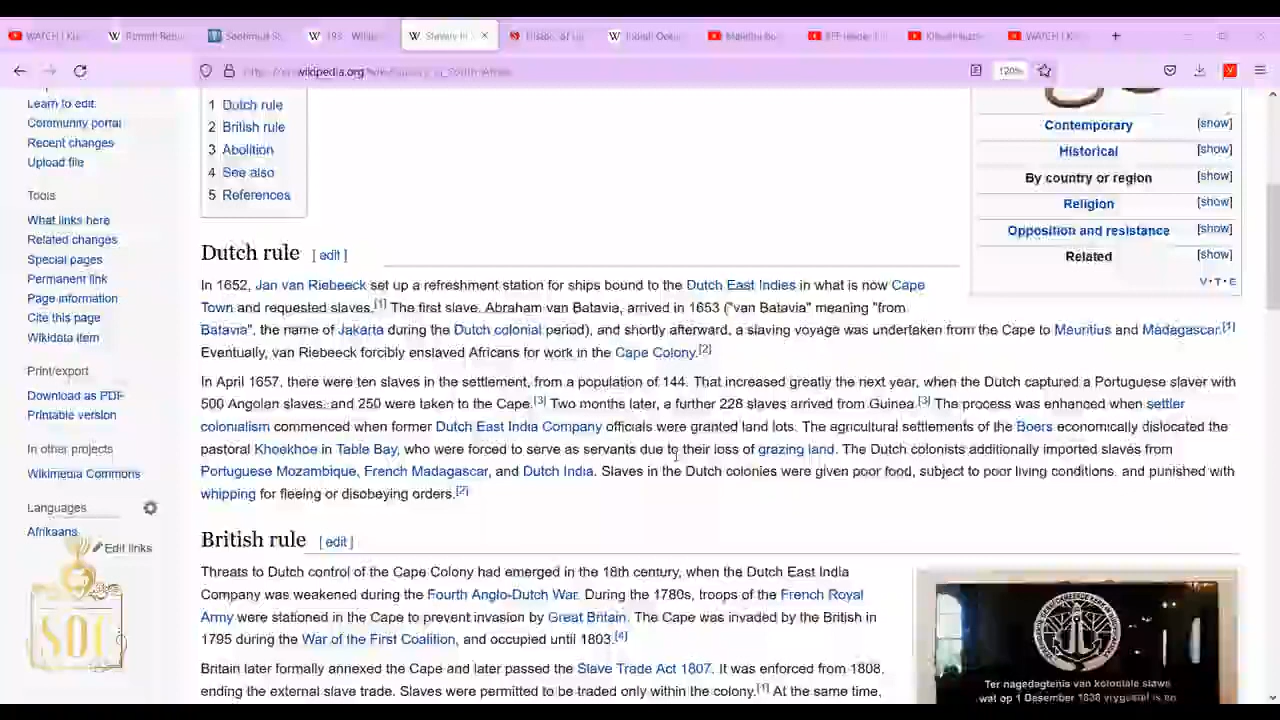 WATCH
W
193
wikipedia.org
120%
Learn to edit
Community portal
Recent changes
Upload file
Tools
What links here
Related changes
Special pages
Permanent link
Page information
Cite this page
Wikidata item
Print/export
Download as PDF
Printable version
In other projects
Wikimedia Commons
Languages
Afrikaans
Edit links
SOC
1 Dutch rule
2 British rule
3 Abolition
4 See also
5 References
Contemporary [show]
Historical [show]
By country or region [show]
Religion [show]
Opposition and resistance [show]
Related [show]
V·T·E
Dutch rule [ edit ]
In 1652, Jan van Riebeeck set up a refreshment station for ships bound to the Dutch East Indies in what is now Cape
Town and requested slaves.[1] The first slave, Abraham van Batavia, arrived in 1653 ("van Batavia" meaning "from
Batavia", the name of Jakarta during the Dutch colonial period), and shortly afterward, a slaving voyage was undertaken from the Cape to Mauritius and Madagascar.[1]
Eventually, van Riebeeck forcibly enslaved Africans for work in the Cape Colony.[2]
In April 1657, there were ten slaves in the settlement, from a population of 144. That increased greatly the next year, when the Dutch captured a Portuguese slaver with
500 Angolan slaves, and 250 were taken to the Cape.[3] Two months later, a further 228 slaves arrived from Guinea.[3] The process was enhanced when settler
colonialism commenced when former Dutch East India Company officials were granted land lots. The agricultural settlements of the Boers economically dislocated the
pastoral Khoekhoe in Table Bay, who were forced to serve as servants due to their loss of grazing land. The Dutch colonists additionally imported slaves from
Portuguese Mozambique, French Madagascar, and Dutch India. Slaves in the Dutch colonies were given poor food, subject to poor living conditions, and punished with
whipping for fleeing or disobeying orders.[2]
British rule [ edit ]
Threats to Dutch control of the Cape Colony had emerged in the 18th century, when the Dutch East India
Company was weakened during the Fourth Anglo-Dutch War. During the 1780s, troops of the French Royal
Army were stationed in the Cape to prevent invasion by Great Britain. The Cape was invaded by the British in
1795 during the War of the First Coalition, and occupied until 1803.[4]
Britain later formally annexed the Cape and later passed the Slave Trade Act 1807. It was enforced from 1808,
ending the external slave trade. Slaves were permitted to be traded only within the colony.[1] At the same time,
Ter nagedagtenis van koloniale slawe
wat op 1 Desember 1838 vrygestel is en